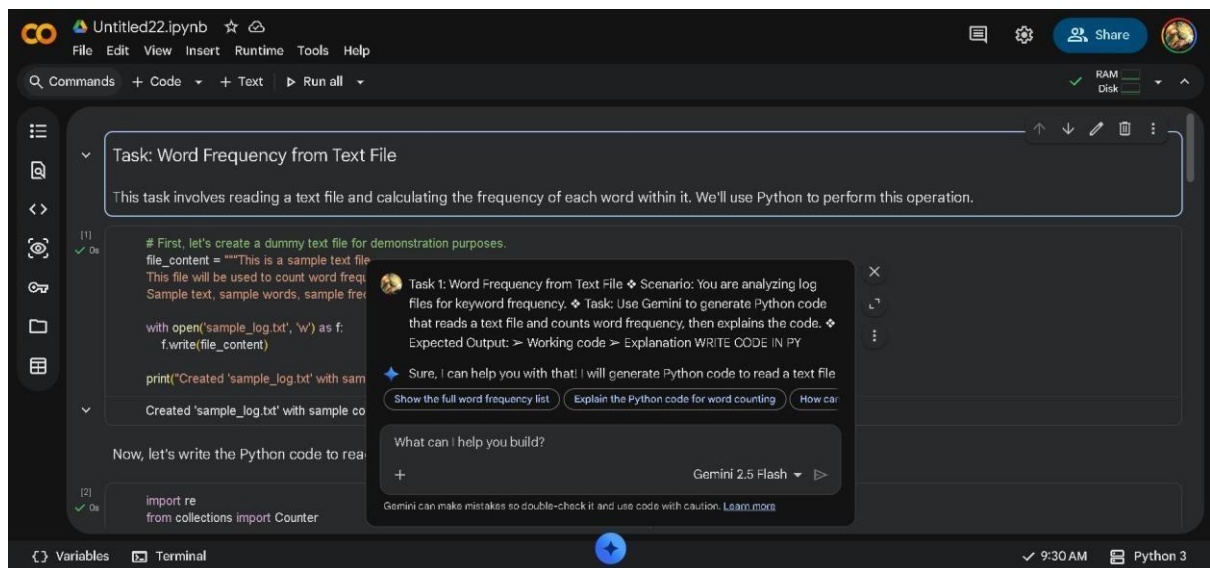 CO Untitled22.ipynb
File Edit View Insert Runtime Tools Help
Share
Commands + Code + Text Run all
RAM
Disk
Task: Word Frequency from Text File
This task involves reading a text file and calculating the frequency of each word within it. We'll use Python to perform this operation.
[1]
0s
# First, let's create a dummy text file for demonstration purposes.
file_content = """This is a sample text file
This file will be used to count word frequ
Sample text, sample words, sample fre
with open('sample_log.txt', 'w') as f:
f.write(file_content)
print("Created 'sample_log.txt' with sam
Created 'sample_log.txt' with sample co
Now, let's write the Python code to rea
[2]
0s
import re
from collections import Counter
Task 1: Word Frequency from Text File ❖ Scenario: You are analyzing log
files for keyword frequency. ❖ Task: Use Gemini to generate Python code
that reads a text file and counts word frequency, then explains the code. ❖
Expected Output: ➢ Working code ➢ Explanation WRITE CODE IN PY
Sure, I can help you with that! I will generate Python code to read a text file
Show the full word frequency list Explain the Python code for word counting How can
What can I help you build?
+ Gemini 2.5 Flash
Gemini can make mistakes so double-check it and use code with caution. Learn more
{} Variables Terminal 9:30 AM Python 3